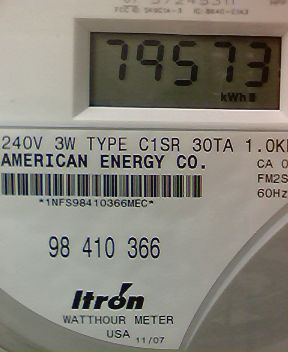 79573
kWh
240V 3W TYPE C1SR 30TA 1.0K
AMERICAN ENERGY CO.
CA 0
FM2S
*1NFS98410366MEC*
60Hz
98 410 366
Itron
WATTHOUR METER
USA 11/07